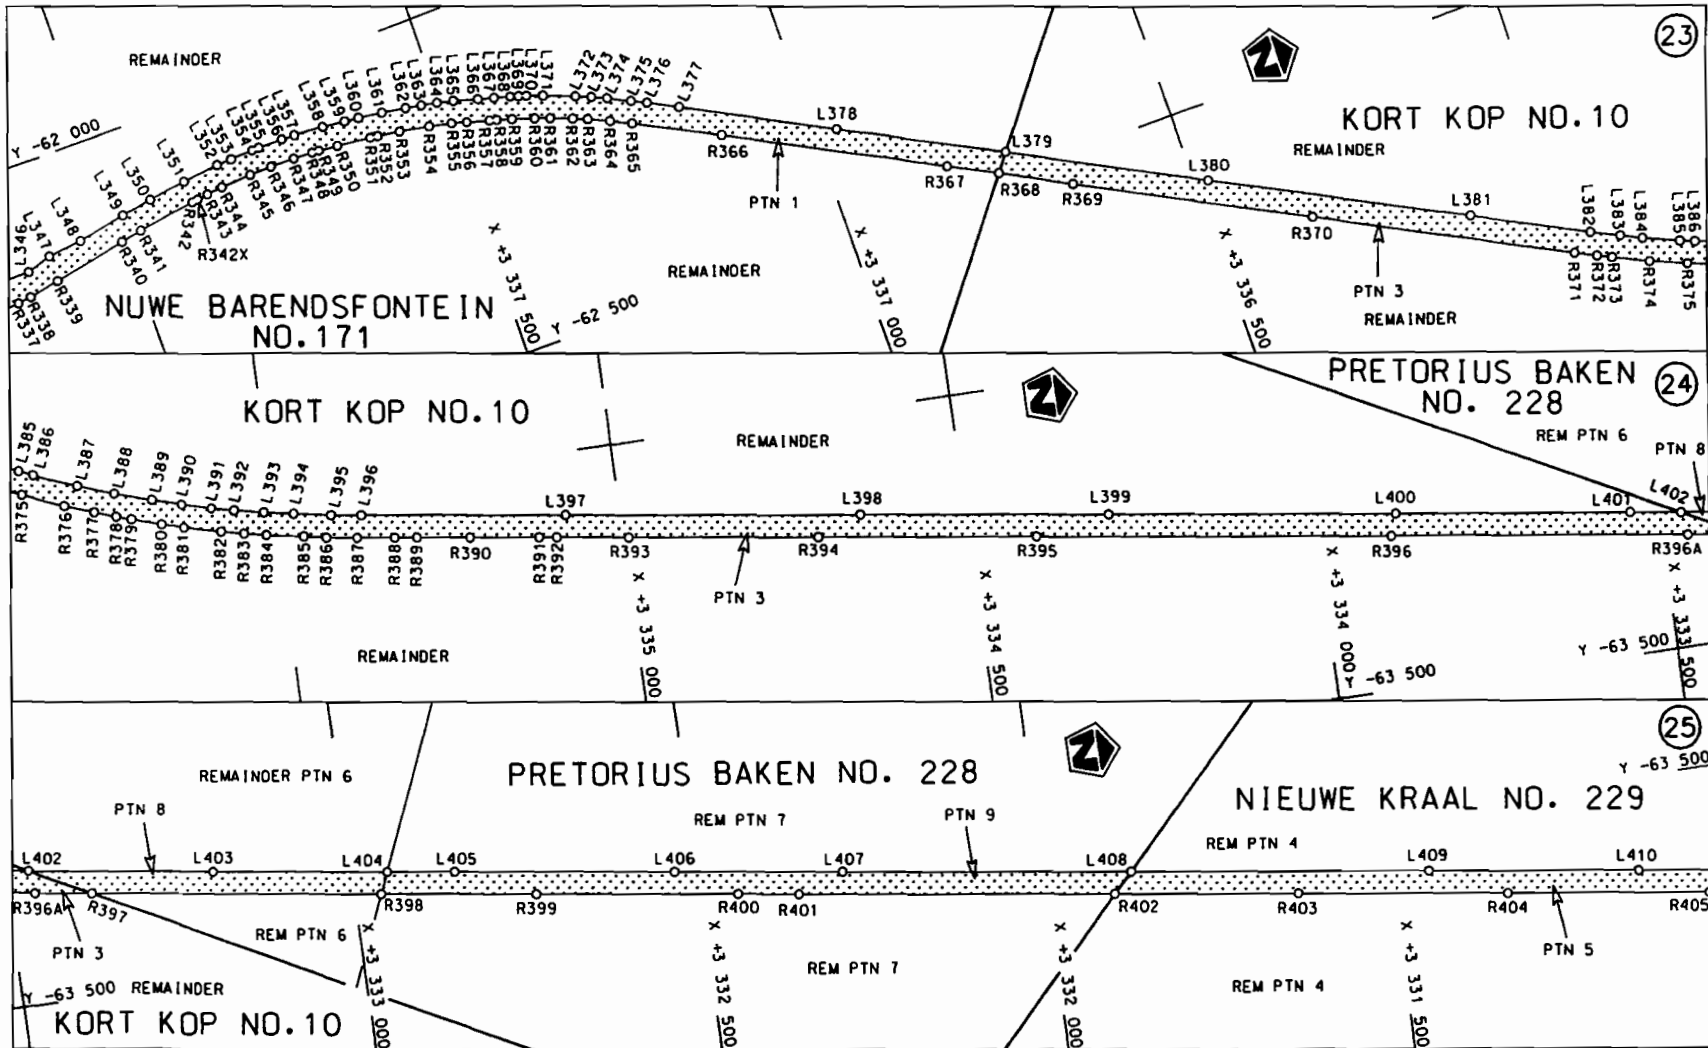 23
REMAINDER
Y -62 000
L346
L347
L348
L349
L350
L351
L352
L353
L354
L355
L356
L357
L358
L359
L360
L361
L362
L363
L364
L365
L366
L367
L368
L369
L370
L371
L372
L373
L374
L375
L376
L377
L378
L379
L380
L381
L382
L383
L384
L385
L386
KORT KOP NO.10
REMAINDER
R337
R338
R339
R340
R341
R342
R342X
R343
R344
R345
R346
R347
R348
R349
R350
R351
R352
R353
R354
R355
R356
R357
R358
R359
R360
R361
R362
R363
R364
R365
R366
R367
R368
R369
R370
R371
R372
R373
R374
R375
PTN 1
PTN 3
REMAINDER
REMAINDER
NUWE BARENDSFONTEIN
NO.171
X +3 337 500
Y -62 500
X +3 337 000
X +3 336 500
24
KORT KOP NO.10
REMAINDER
PRETORIUS BAKEN
NO. 228
REM PTN 6
PTN 8
L385
L386
L387
L388
L389
L390
L391
L392
L393
L394
L395
L396
L397
L398
L399
L400
L401
L402
R375
R376
R377
R378
R379
R380
R381
R382
R383
R384
R385
R386
R387
R388
R389
R390
R391
R392
R393
R394
R395
R396
R396A
PTN 3
REMAINDER
X +3 335 000
X +3 334 500
X +3 334 000
Y -63 500
Y -63 500
X +3 333 500
25
REMAINDER PTN 6
PRETORIUS BAKEN NO. 228
Y -63 500
NIEUWE KRAAL NO. 229
PTN 8
REM PTN 7
PTN 9
REM PTN 4
L402
L403
L404
L405
L406
L407
L408
L409
L410
R396A
R397
R398
R399
R400
R401
R402
R403
R404
R405
PTN 3
REM PTN 6
REM PTN 7
PTN 5
REM PTN 4
Y -63 500 REMAINDER
KORT KOP NO.10
X +3 333 000
X +3 332 500
X +3 332 000
X +3 331 500